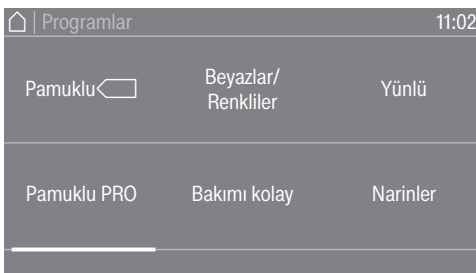 Programlar 11:02
Pamuklu Beyazlar/ Yünlü
Renkliler
Pamuklu PRO Bakımı kolay Narinler